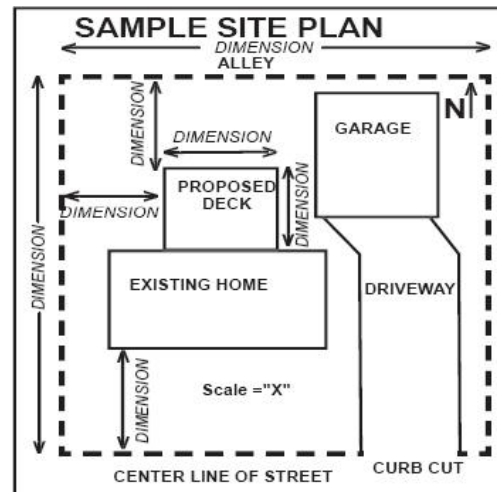 SAMPLE SITE PLAN
DIMENSION
ALLEY
N
DIMENSION
DIMENSION
GARAGE
PROPOSED
DECK
DIMENSION
DIMENSION
DIMENSION
EXISTING HOME
DRIVEWAY
DIMENSION
Scale ="X"
CENTER LINE OF STREET
CURB CUT